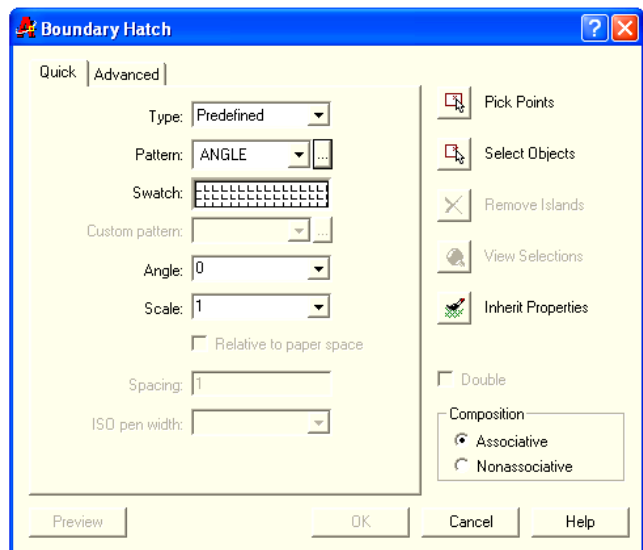 Boundary Hatch
Quick Advanced
Type: Predefined
Pattern: ANGLE ...
Swatch:
Custom pattern: ...
Angle: 0
Scale: 1
Relative to paper space
Spacing: 1
ISO pen width:
Pick Points
Select Objects
Remove Islands
View Selections
Inherit Properties
Double
Composition
Associative
Nonassociative
Preview OK Cancel Help